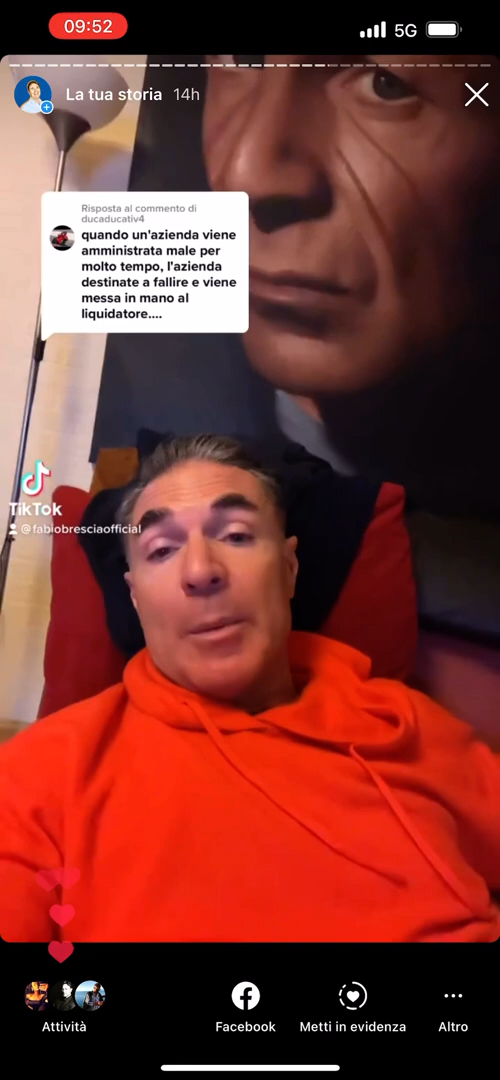 09:52
5G
La tua storia 14h
Risposta al commento di
ducaducativ4
quando un'azienda viene
amministrata male per
molto tempo, l'azienda
destinate a fallire e viene
messa in mano al
liquidatore....
TikTok
@fabiobresciaofficial
Attività
Facebook
Metti in evidenza
Altro